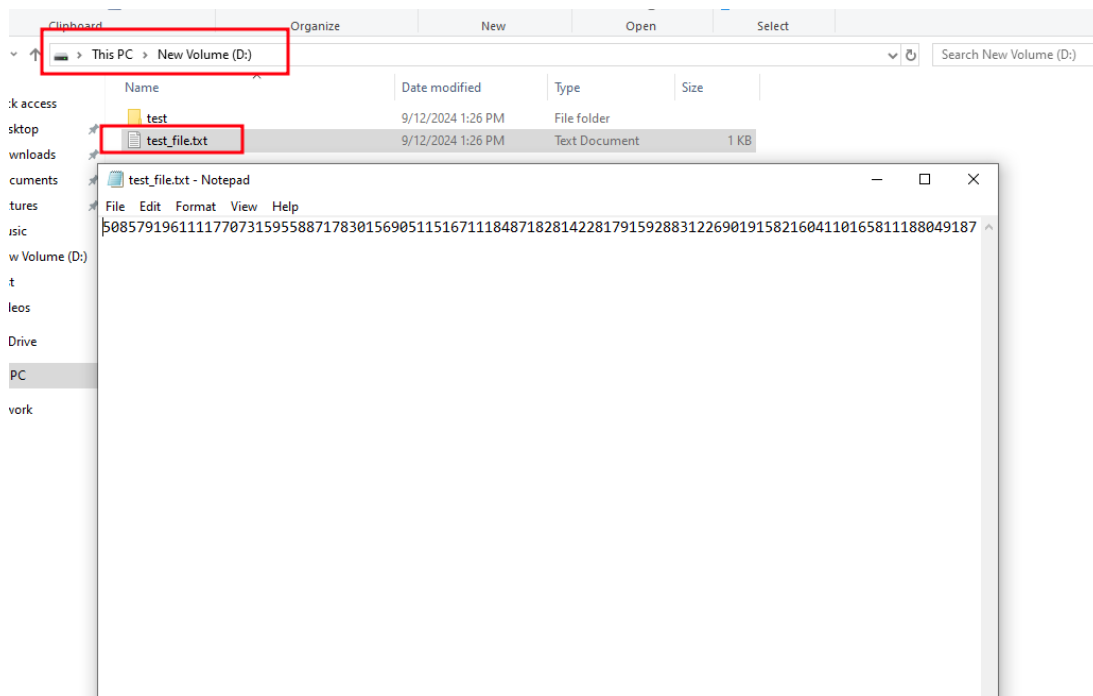 Clipboard Organize New Open Select
This PC > New Volume (D:) Search New Volume (D:)
Name Date modified Type Size
:k access
test 9/12/2024 1:26 PM File folder
sktop
test_file.txt 9/12/2024 1:26 PM Text Document 1 KB
wnloads
cuments
test_file.txt - Notepad
tures
File Edit Format View Help
usic
5085791961111770731595588717830156905115167111848718281422817915928831226901915821604110165811188049187
w Volume (D:)
t
leos
Drive
PC
work